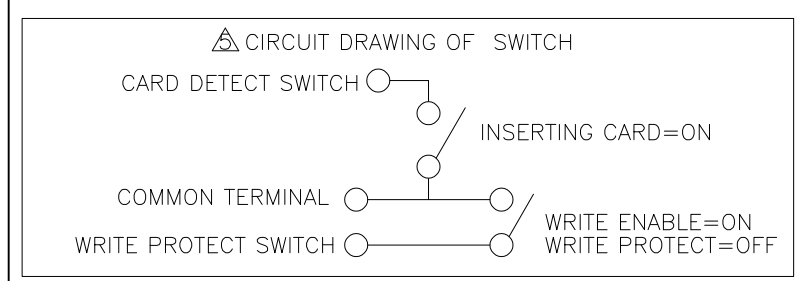 5 CIRCUIT DRAWING OF SWITCH
CARD DETECT SWITCH
INSERTING CARD=ON
COMMON TERMINAL
WRITE ENABLE=ON
WRITE PROTECT SWITCH
WRITE PROTECT=OFF